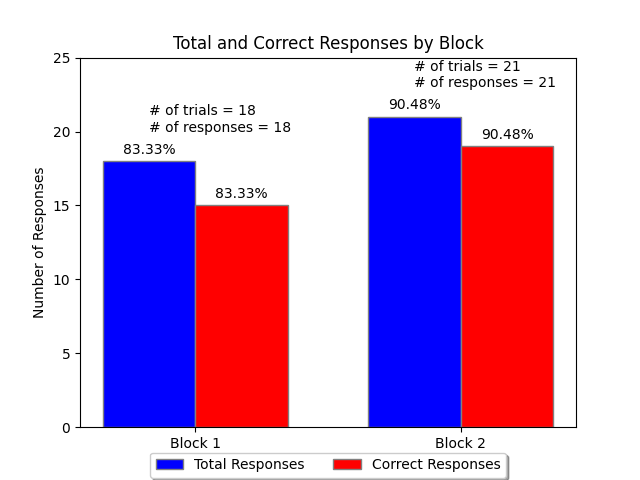 Total and Correct Responses by Block
25
20
15
10
5
0
Number of Responses
# of trials = 18
# of responses = 18
83.33%
83.33%
# of trials = 21
# of responses = 21
90.48%
90.48%
Block 1
Block 2
Total Responses
Correct Responses